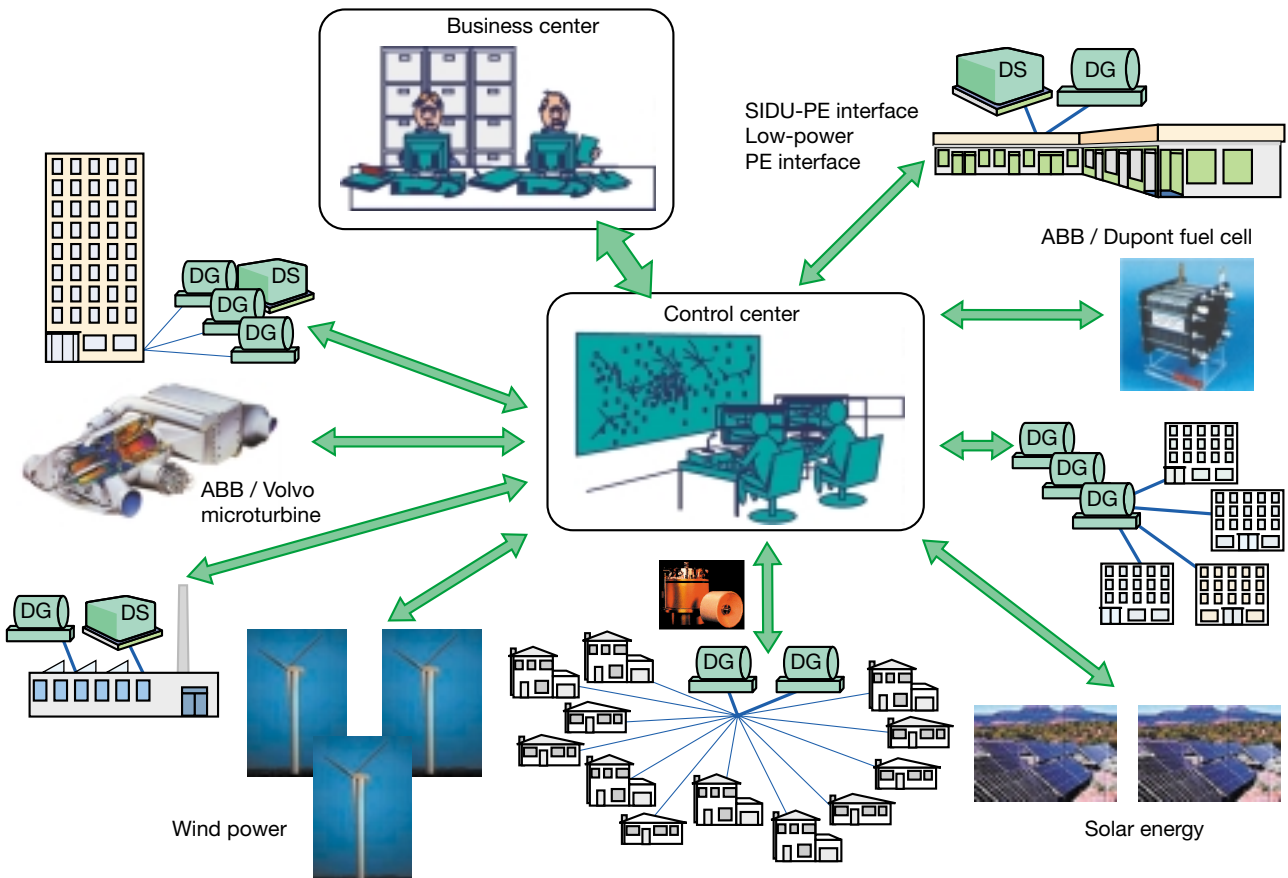 Business center
DS
DG
SIDU-PE interface
Low-power
PE interface
ABB / Dupont fuel cell
DG
DS
DG
DG
Control center
DG
DG
DG
ABB / Volvo
microturbine
DG
DS
DG
DG
Wind power
Solar energy